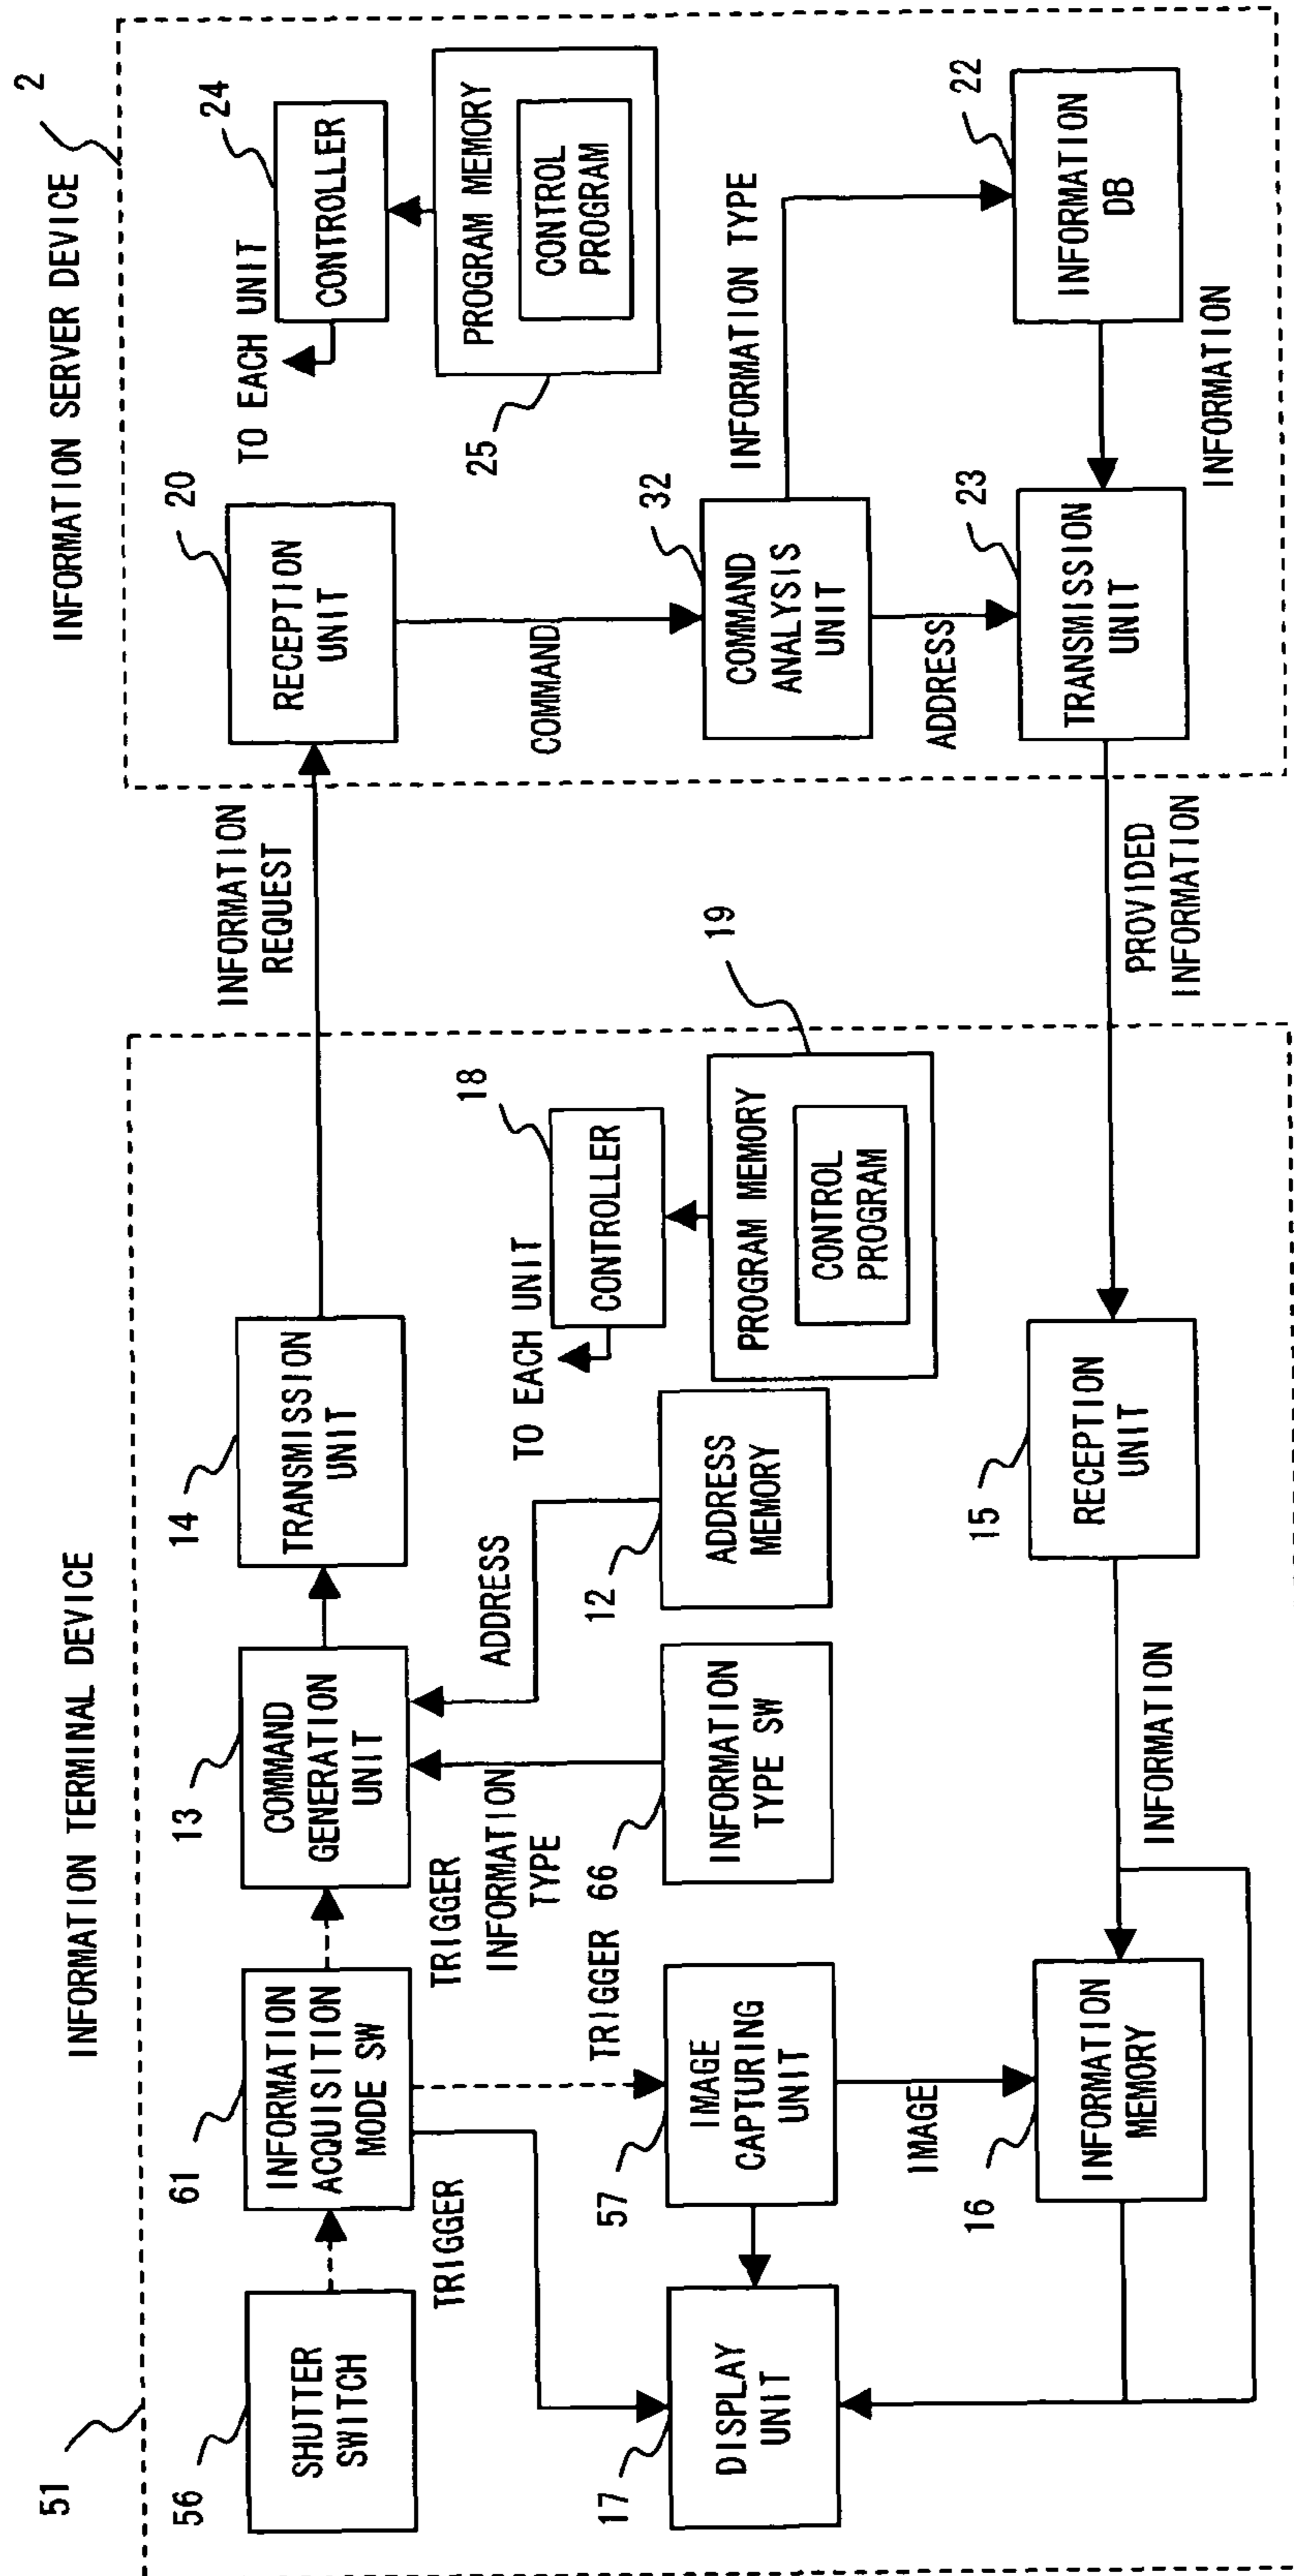 INFORMATION TERMINAL DEVICE
51
56
SHUTTER
SWITCH
61
INFORMATION
ACQUISITION
MODE SW
13
COMMAND
GENERATION
UNIT
14
TRANSMISSION
UNIT
TRIGGER
TRIGGER
INFORMATION
TYPE
ADDRESS
TRIGGER
17
DISPLAY
UNIT
57
IMAGE
CAPTURING
UNIT
66
INFORMATION
TYPE SW
12
ADDRESS
MEMORY
TO EACH UNIT
18
CONTROLLER
19
PROGRAM MEMORY
CONTROL
PROGRAM
IMAGE
16
INFORMATION
MEMORY
INFORMATION
15
RECEPTION
UNIT
INFORMATION
REQUEST
PROVIDED
INFORMATION
INFORMATION SERVER DEVICE
2
20
RECEPTION
UNIT
TO EACH UNIT
24
CONTROLLER
25
PROGRAM MEMORY
CONTROL
PROGRAM
COMMAND
32
COMMAND
ANALYSIS
UNIT
INFORMATION TYPE
ADDRESS
23
TRANSMISSION
UNIT
22
INFORMATION
DB
INFORMATION